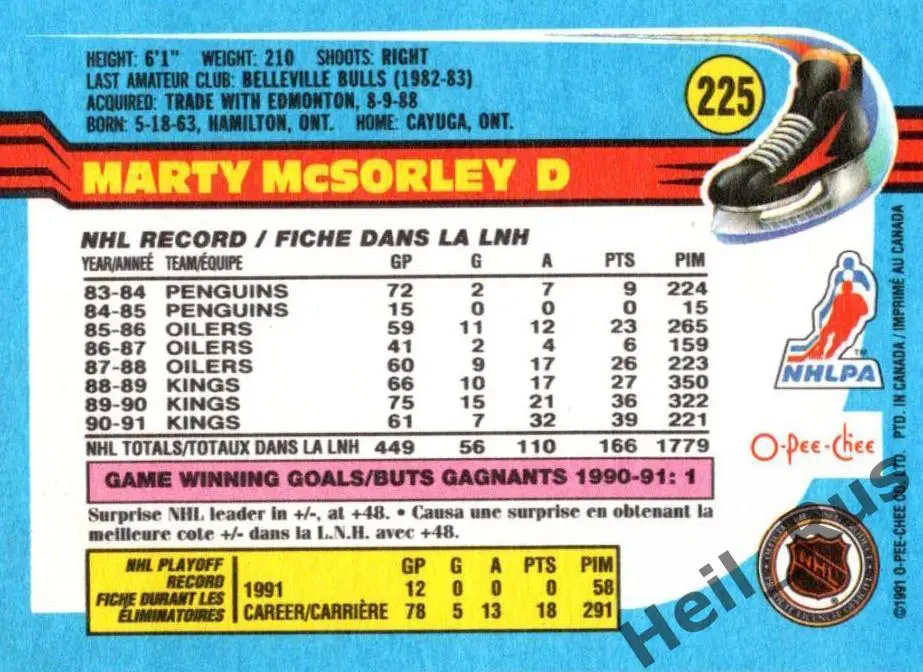 HEIGHT: 6'1" WEIGHT: 210 SHOOTS: RIGHT
LAST AMATEUR CLUB: BELLEVILLE BULLS (1982-83)
ACQUIRED: TRADE WITH EDMONTON, 8-9-88
BORN: 5-18-63, HAMILTON, ONT. HOME: CAYUGA, ONT.
225
MARTY McSORLEY D
NHL RECORD / FICHE DANS LA LNH
YEAR/ANNEÉ TEAM/ÉQUIPE GP G A PTS PIM
83-84 PENGUINS 72 2 7 9 224
84-85 PENGUINS 15 0 0 0 15
85-86 OILERS 59 11 12 23 265
86-87 OILERS 41 2 4 6 159
87-88 OILERS 60 9 17 26 223
88-89 KINGS 66 10 17 27 350
89-90 KINGS 75 15 21 36 322
90-91 KINGS 61 7 32 39 221
NHL TOTALS/TOTAUX DANS LA LNH 449 56 110 166 1779
GAME WINNING GOALS/BUTS GAGNANTS 1990-91: 1
Surprise NHL leader in +/-, at +48. • Causa une surprise en obtenant la
meilleure cote +/- dans la L.N.H. avec +48.
NHL PLAYOFF
RECORD
FICHE DURANT LES
ÉLIMINATOIRES
GP G A PTS PIM
1991 12 0 0 0 58
CAREER/CARRIÈRE 78 5 13 18 291
NHLPA
TM
O-Pee-Chee
NHL
©1991 O-PEE-CHEE CO. LTD. PTD. IN CANADA / IMPRIMÉ AU CANADA